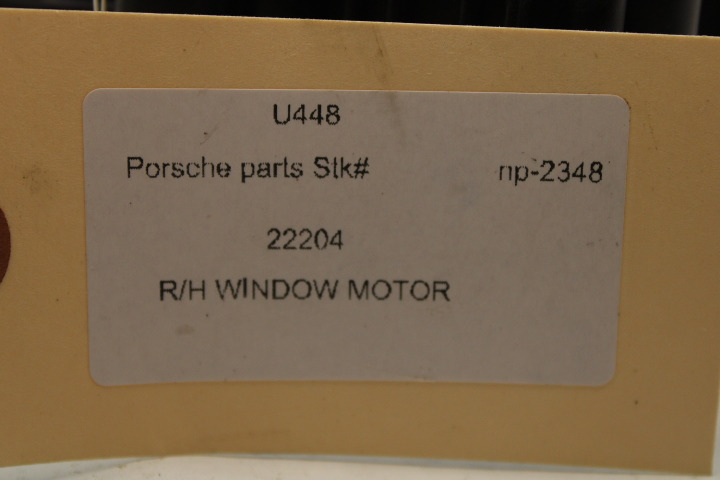 U448
Porsche parts Stk# np-2348
22204
R/H WINDOW MOTOR